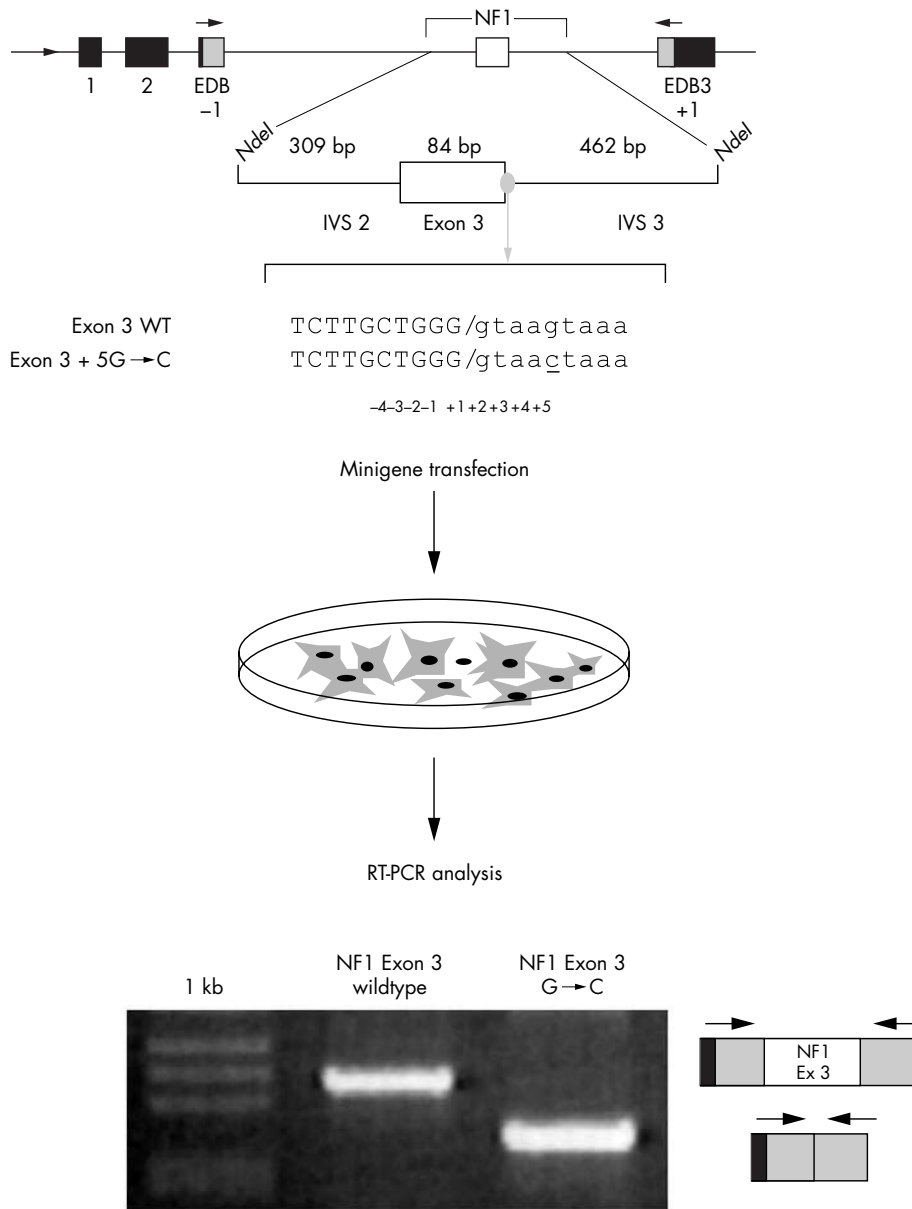 NF1
1 2 EDB EDB3
–1 +1
NdeI 309 bp 84 bp 462 bp NdeI
IVS 2 Exon 3 IVS 3
Exon 3 WT TCTTGCTGGG/gtaagtaaa
Exon 3 + 5G→C TCTTGCTGGG/gtaactaaa
–4–3–2–1 +1+2+3+4+5
Minigene transfection
RT-PCR analysis
NF1 Exon 3 NF1 Exon 3
1 kb wildtype G→C
NF1
Ex 3